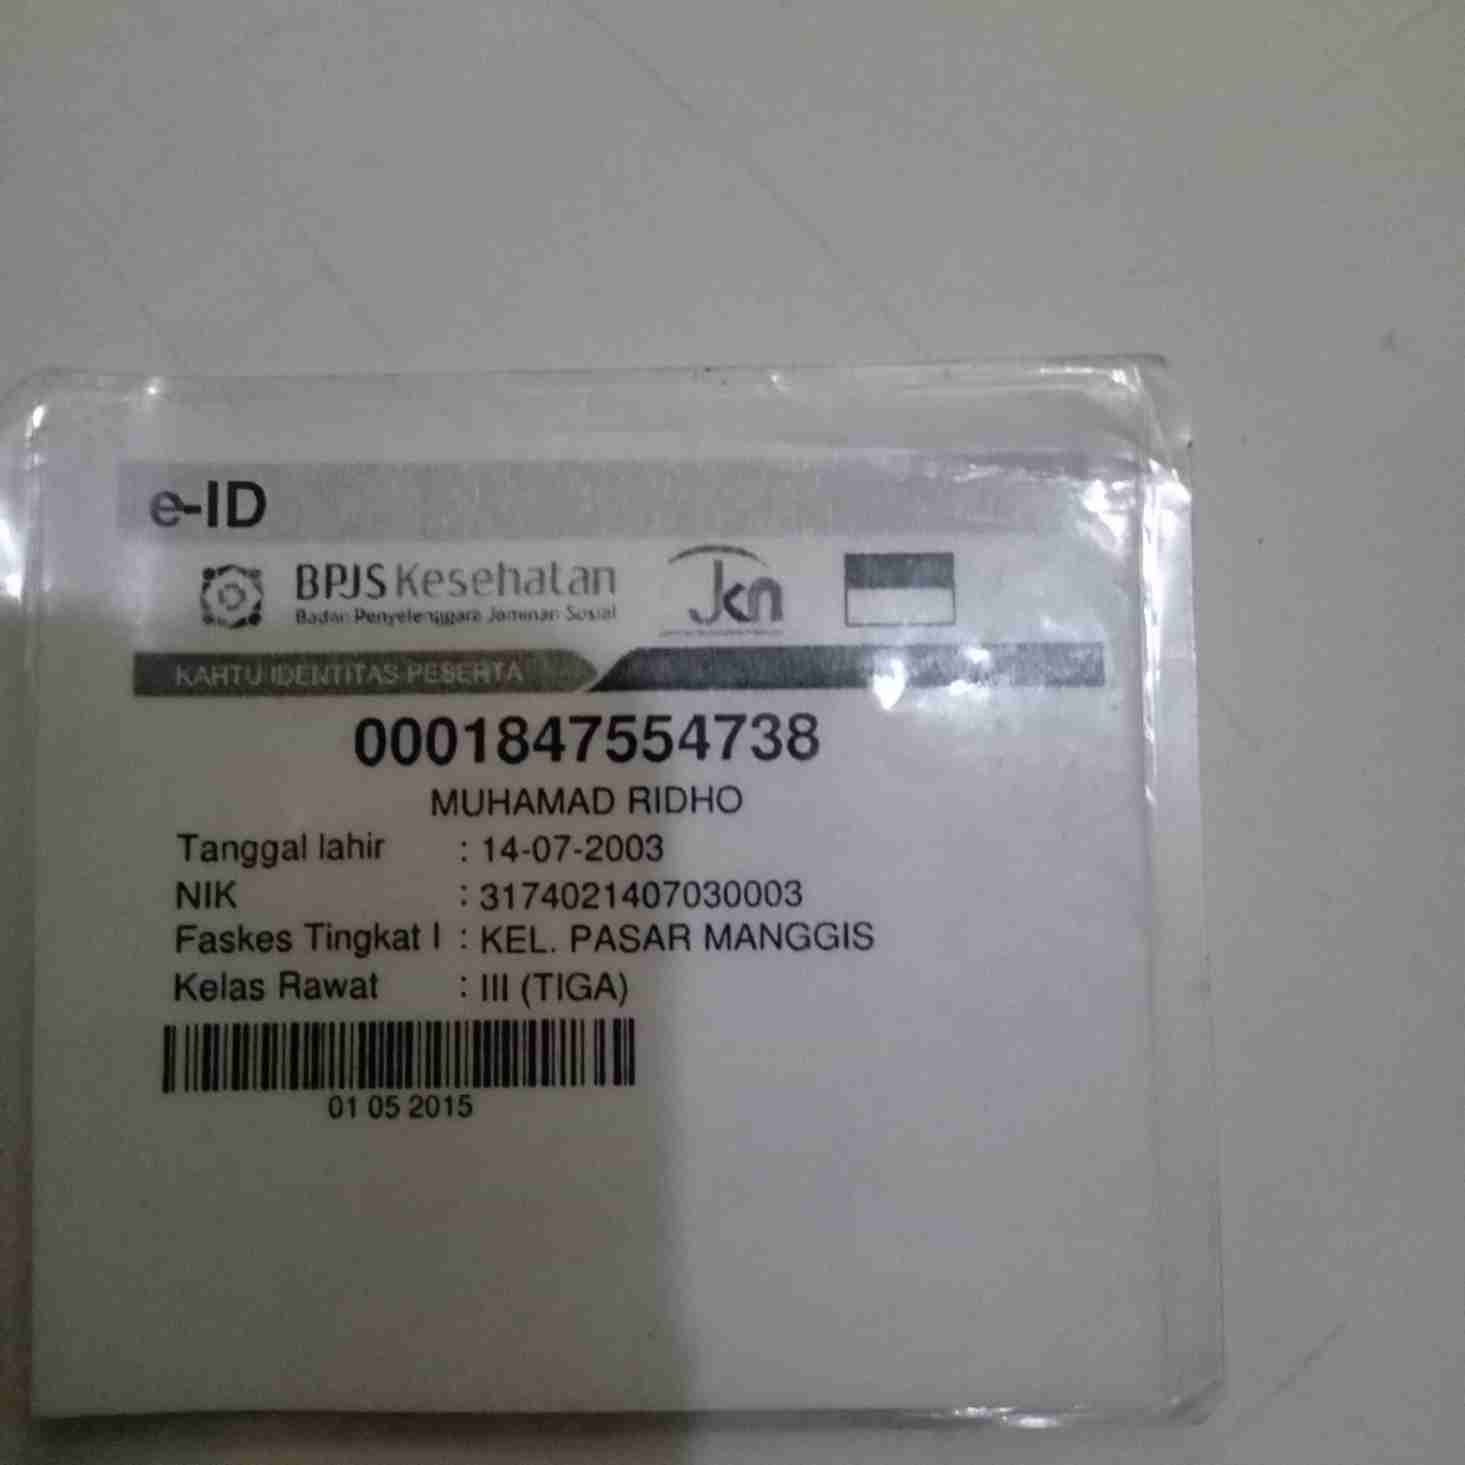 e-ID
BPJS Kesehatan
Badan Penyelenggara Jaminan Sosial
jkn
KARTU IDENTITAS PESERTA
0001847554738
MUHAMAD RIDHO
Tanggal lahir : 14-07-2003
NIK : 3174021407030003
Faskes Tingkat I : KEL. PASAR MANGGIS
Kelas Rawat : III (TIGA)
01 05 2015